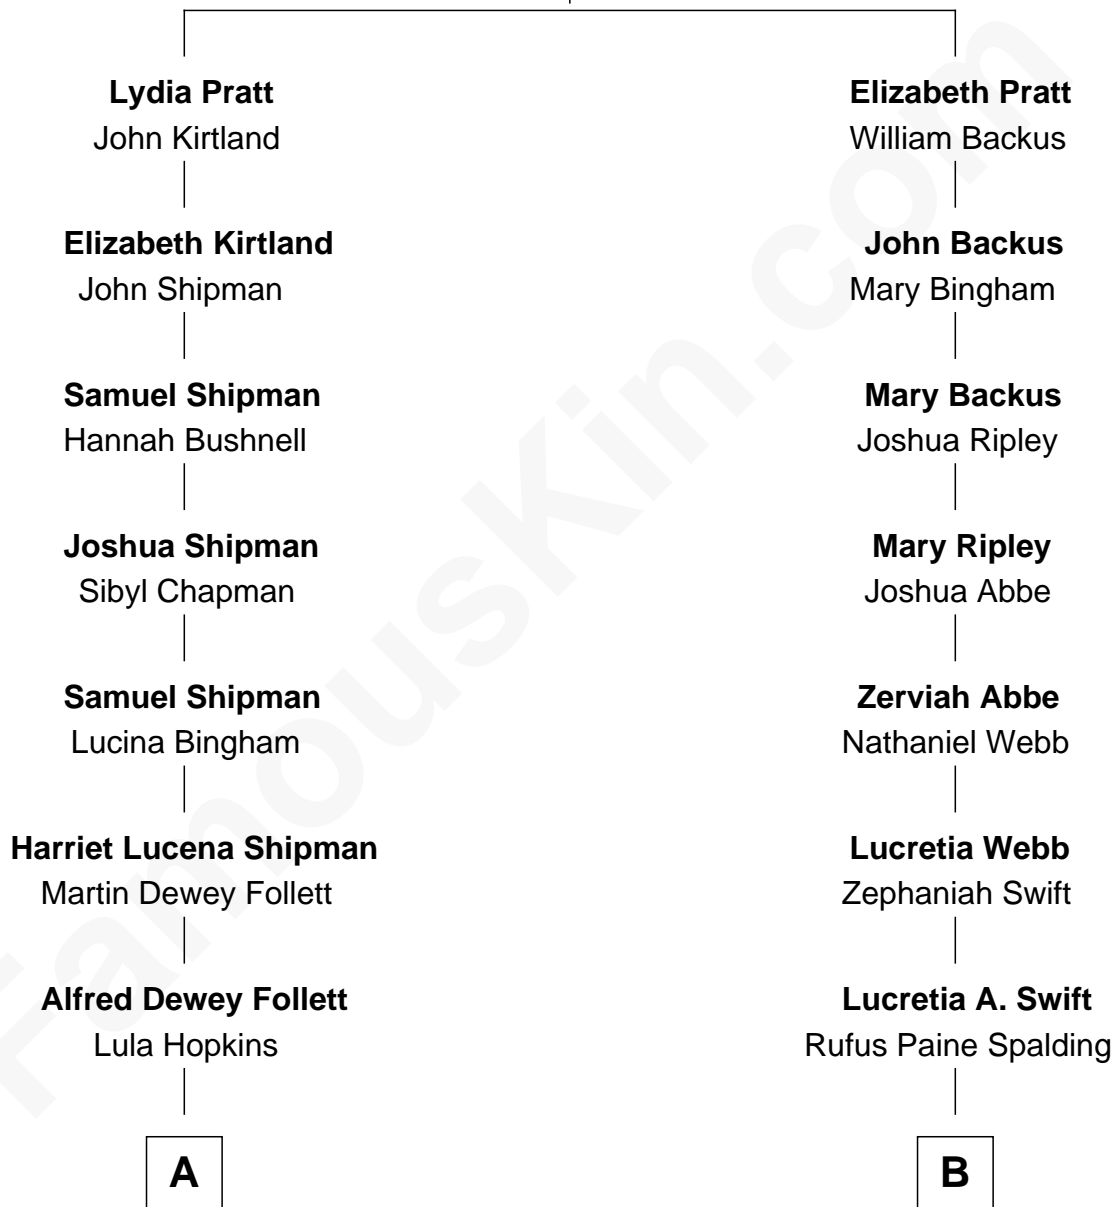 Lydia Pratt
John Kirtland
Elizabeth Kirtland
John Shipman
Samuel Shipman
Hannah Bushnell
Joshua Shipman
Sibyl Chapman
Samuel Shipman
Lucina Bingham
Harriet Lucena Shipman
Martin Dewey Follett
Alfred Dewey Follett
Lula Hopkins
A
Elizabeth Pratt
William Backus
John Backus
Mary Bingham
Mary Backus
Joshua Ripley
Mary Ripley
Joshua Abbe
Zerviah Abbe
Nathaniel Webb
Lucretia Webb
Zephaniah Swift
Lucretia A. Swift
Rufus Paine Spalding
B
FamousKin.com